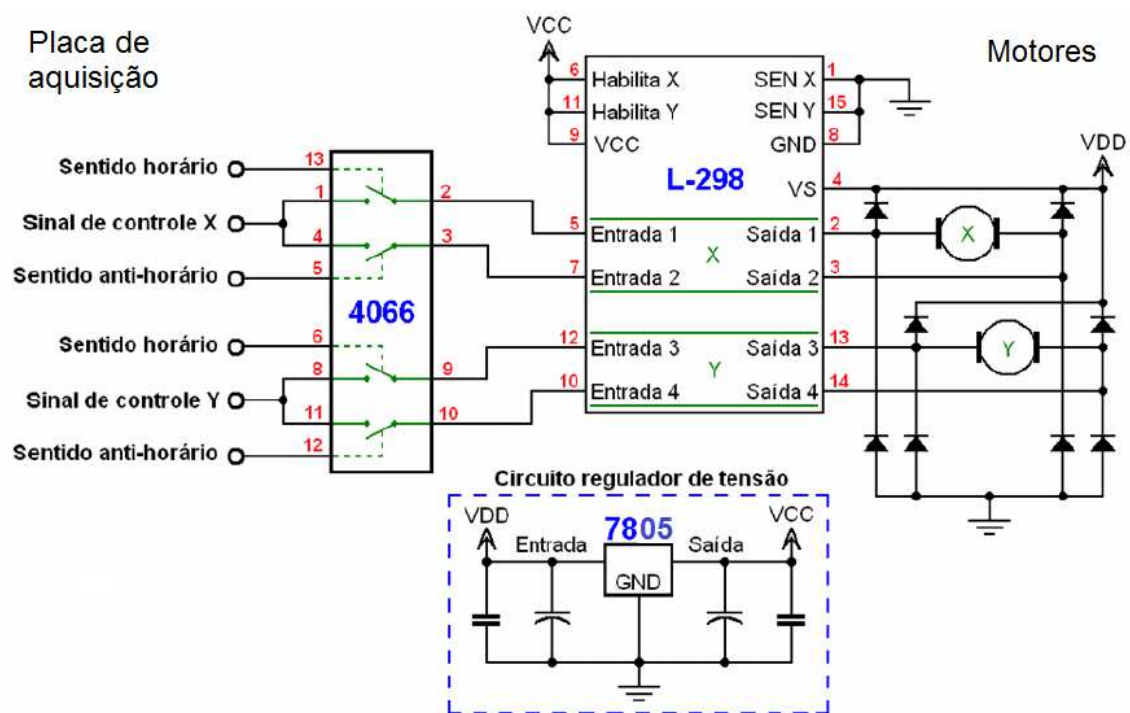 Placa de
aquisição
Motores
VCC
VDD
6
Habilita X
SEN X
1
11
Habilita Y
SEN Y
15
9
VCC
GND
8
L-298
VS
4
Sentido horário
13
1
2
Sinal de controle X
4
3
Sentido anti-horário
5
4066
5
Entrada 1
Saída 1
2
X
X
7
Entrada 2
Saída 2
3
Sentido horário
6
8
9
Sinal de controle Y
11
10
Sentido anti-horário
12
12
Entrada 3
Saída 3
13
Y
Y
10
Entrada 4
Saída 4
14
Circuito regulador de tensão
VDD
7805
VCC
Entrada
Saída
GND